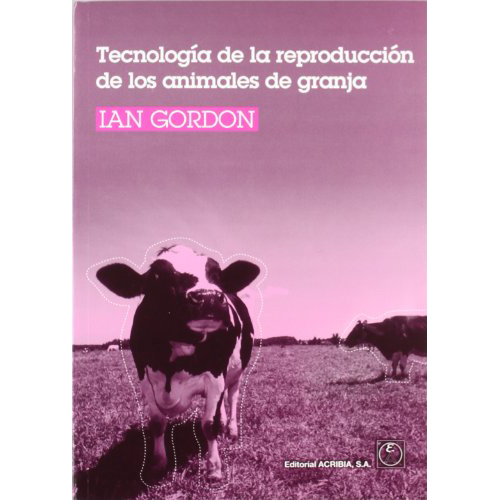 Tecnología de la reproducción
de los animales de granja
IAN GORDON
Editorial ACRIBIA, S.A.